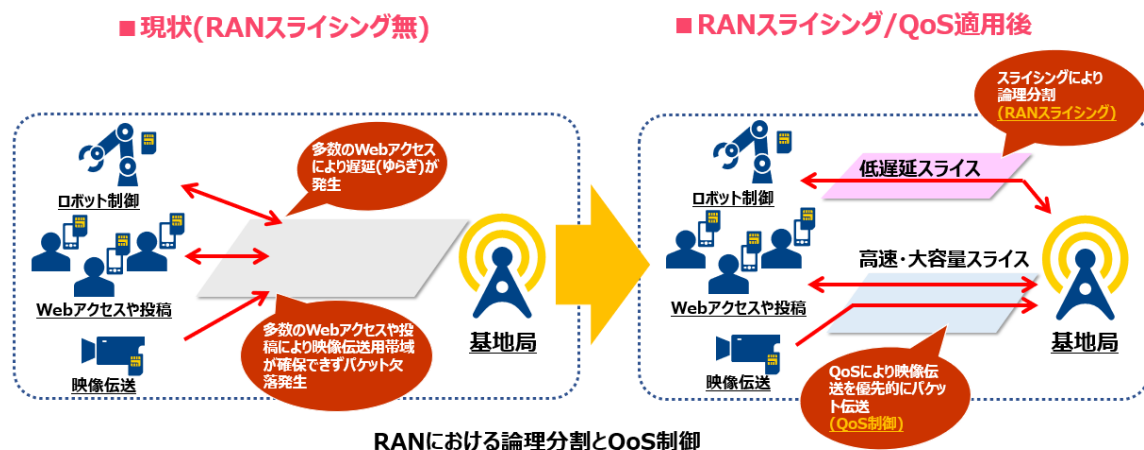 ■現状(RANスライシング無)
ロボット制御
Webアクセスや投稿
映像伝送
多数のWebアクセス
により遅延(ゆらぎ)が
発生
多数のWebアクセスや投
稿により映像伝送用帯域
が確保できずパケット欠
落発生
基地局
■RANスライシング/QoS適用後
スライシングにより
論理分割
(RANスライシング)
ロボット制御
低遅延スライス
Webアクセスや投稿
高速・大容量スライス
映像伝送
QoSにより映像伝
送を優先的にパケッ
ト伝送
(QoS制御)
基地局
RANにおける論理分割とQoS制御